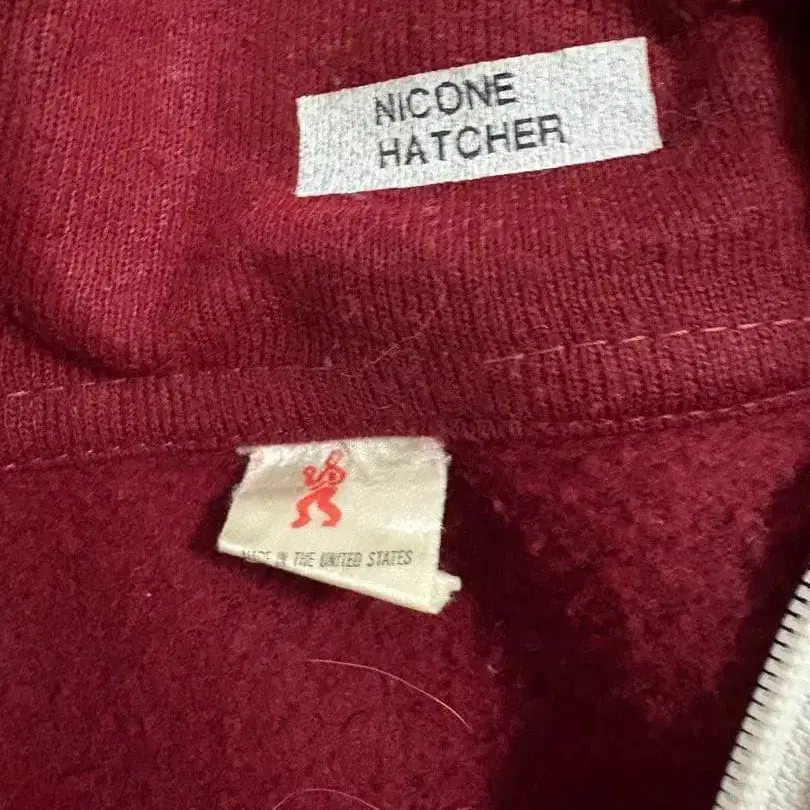 NICONE
HATCHER
MADE IN THE UNITED STATES